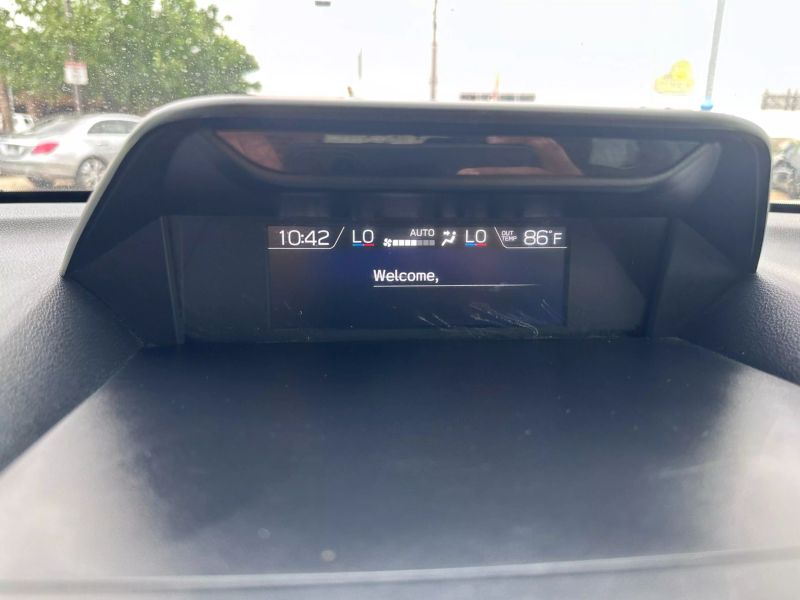 10:42 LO AUTO LO OUT TEMP 86°F
Welcome,